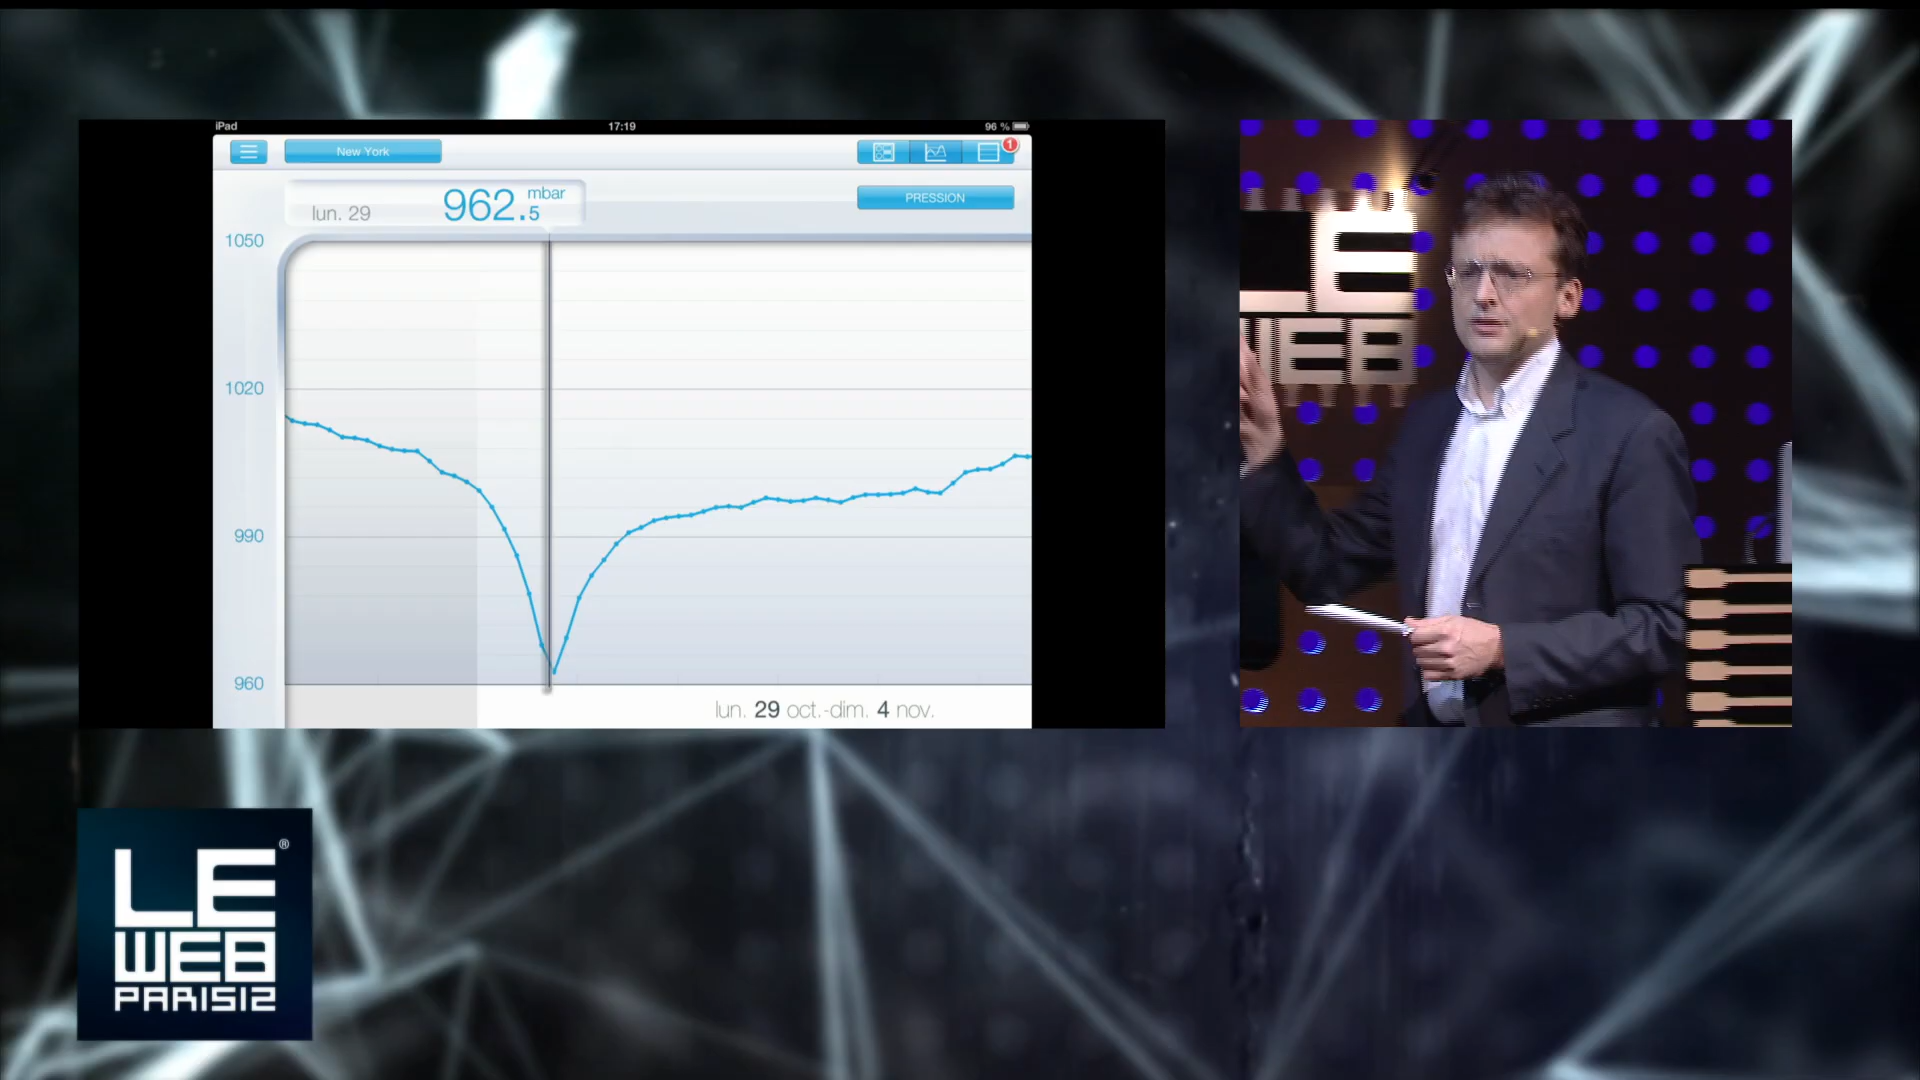 iPad
17:19
96 %
New York
1
lun. 29
962.5 mbar
PRESSION
1050
1020
990
960
lun. 29 oct.-dim. 4 nov.
LE
WEB
LE ®
WEB
PARIS12